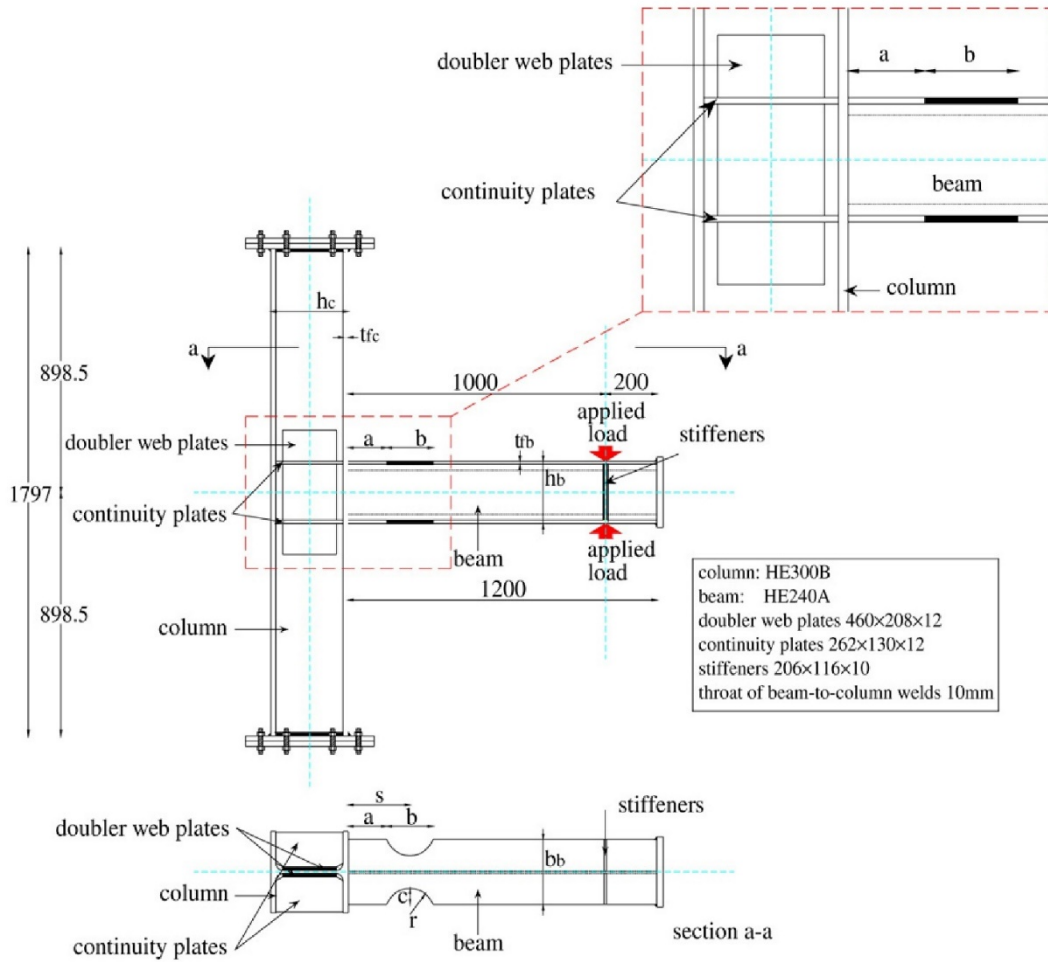 doubler web plates
a
b
continuity plates
beam
column
hc
tfc
a
a
898.5
1000
200
applied
load
stiffeners
doubler web plates
a
b
tfb
hb
1797
continuity plates
beam
applied
load
1200
898.5
column
column: HE300B
beam: HE240A
doubler web plates 460×208×12
continuity plates 262×130×12
stiffeners 206×116×10
throat of beam-to-column welds 10mm
s
a
b
stiffeners
doubler web plates
bb
column
c
r
continuity plates
beam
section a-a